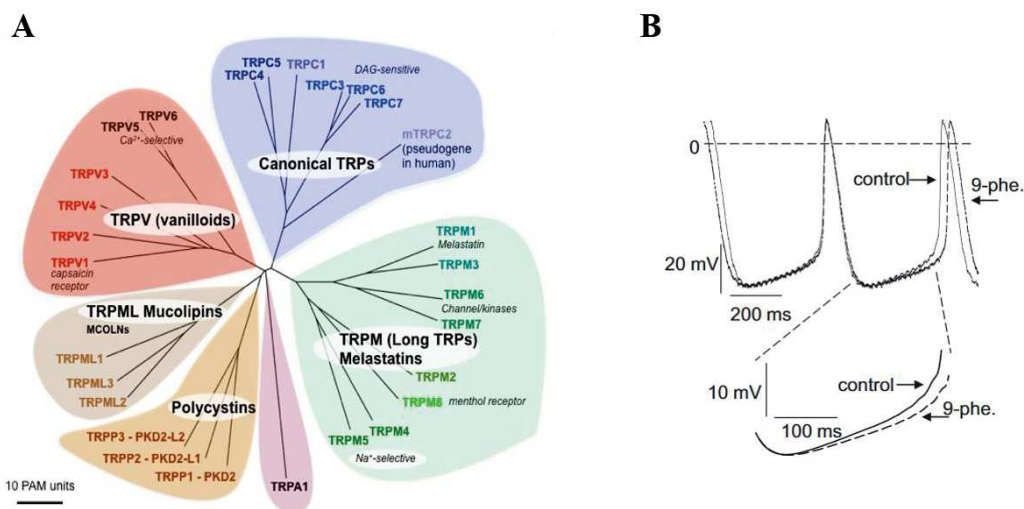 A
TRPC5
TRPC1
TRPC4
DAG-sensitive
TRPC3
TRPC6
TRPC7
mTRPC2
(pseudogene
in human)
Canonical TRPs
TRPV6
TRPV5
Ca²⁺-selective
TRPV3
TRPV4
TRPV (vanilloids)
TRPV2
TRPV1
capsaicin
receptor
TRPM1
Melastatin
TRPM3
TRPM6
Channel/kinases
TRPM7
TRPM (Long TRPs)
Melastatins
TRPM2
TRPM8 menthol receptor
TRPM4
TRPM5
Na⁺-selective
TRPML Mucolipins
MCOLNs
TRPML1
TRPML3
TRPML2
Polycystins
TRPP3 - PKD2-L2
TRPP2 - PKD2-L1
TRPP1 - PKD2
TRPA1
10 PAM units
B
0
control
9-phe.
20 mV
200 ms
10 mV
control
9-phe.
100 ms